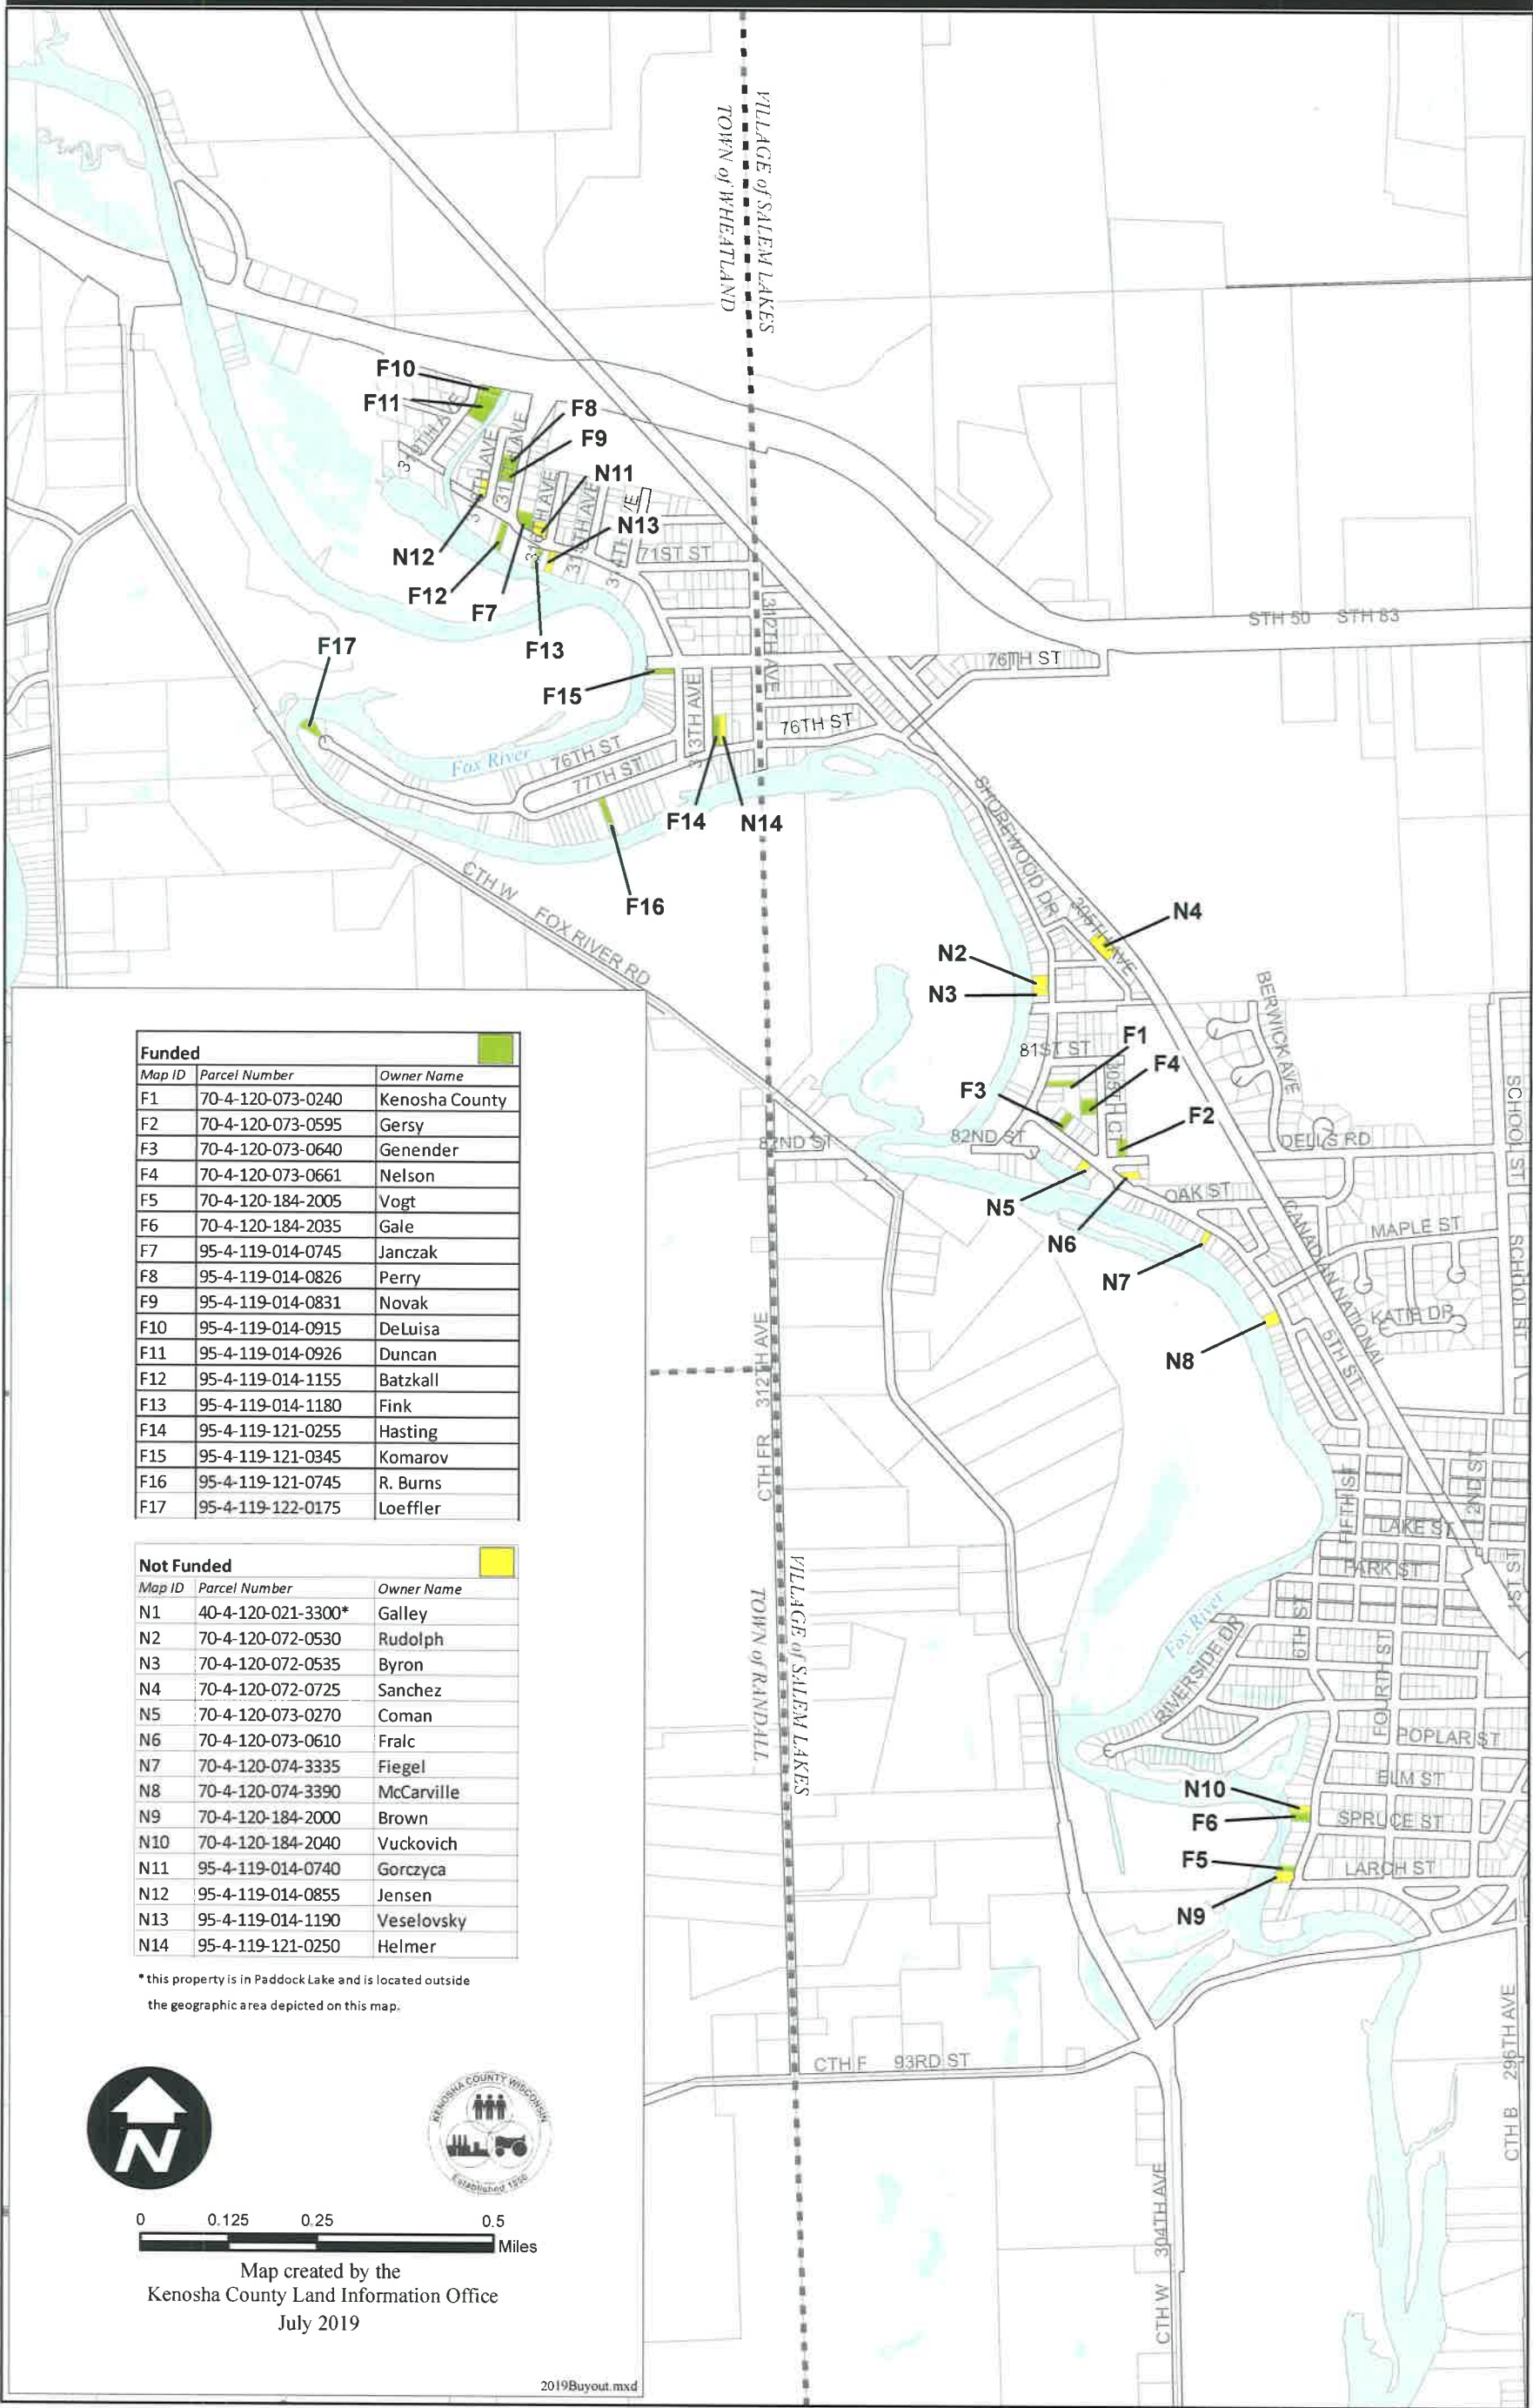 VILLAGE of SALEM LAKES
TOWN of WHEATLAND
F10
F11
319TH A E
F8
F9
N11
N13
N12
F12
F7
F13
71ST ST
312TH AVE
STH 50 STH 83
76TH ST
F17
F15
313TH AVE
76TH ST
Fox River
76TH ST
77TH ST
F14
N14
F16
CTH W FOX RIVER RD
SHOREWOOD DR
305TH AVE
N4
N2
N3
BERWICK AVE
81ST ST
F1
F4
F3
305TH CT
F2
82ND ST
82ND ST
DELLS RD
SCHOOL ST
N5
OAK ST
N6
MAPLE ST
CANADIAN NATIONAL
SCHOOL ST
N7
KATIE DR
N8
5TH ST
CTH FR 312TH AVE
FIFTH ST
2ND ST
LAKE ST
PARK ST
1ST ST
VILLAGE of SALEM LAKES
TOWN of RANDALL
Fox River
RIVERSIDE DR
6TH ST
FOURTH ST
POPLAR ST
ELM ST
N10
F6
SPRUCE ST
F5
LARCH ST
N9
CTH F 93RD ST
CTH B 296TH AVE
CTH W 304TH AVE
Funded
Map ID Parcel Number Owner Name
F1 70-4-120-073-0240 Kenosha County
F2 70-4-120-073-0595 Gersy
F3 70-4-120-073-0640 Genender
F4 70-4-120-073-0661 Nelson
F5 70-4-120-184-2005 Vogt
F6 70-4-120-184-2035 Gale
F7 95-4-119-014-0745 Janczak
F8 95-4-119-014-0826 Perry
F9 95-4-119-014-0831 Novak
F10 95-4-119-014-0915 DeLuisa
F11 95-4-119-014-0926 Duncan
F12 95-4-119-014-1155 Batzkall
F13 95-4-119-014-1180 Fink
F14 95-4-119-121-0255 Hasting
F15 95-4-119-121-0345 Komarov
F16 95-4-119-121-0745 R. Burns
F17 95-4-119-122-0175 Loeffler
Not Funded
Map ID Parcel Number Owner Name
N1 40-4-120-021-3300* Galley
N2 70-4-120-072-0530 Rudolph
N3 70-4-120-072-0535 Byron
N4 70-4-120-072-0725 Sanchez
N5 70-4-120-073-0270 Coman
N6 70-4-120-073-0610 Fralc
N7 70-4-120-074-3335 Fiegel
N8 70-4-120-074-3390 McCarville
N9 70-4-120-184-2000 Brown
N10 70-4-120-184-2040 Vuckovich
N11 95-4-119-014-0740 Gorczyca
N12 95-4-119-014-0855 Jensen
N13 95-4-119-014-1190 Veselovsky
N14 95-4-119-121-0250 Helmer
* this property is in Paddock Lake and is located outside
the geographic area depicted on this map.
N
KENOSHA COUNTY WISCONSIN
Established 1850
0 0.125 0.25 0.5
Miles
Map created by the
Kenosha County Land Information Office
July 2019
2019Buyout.mxd